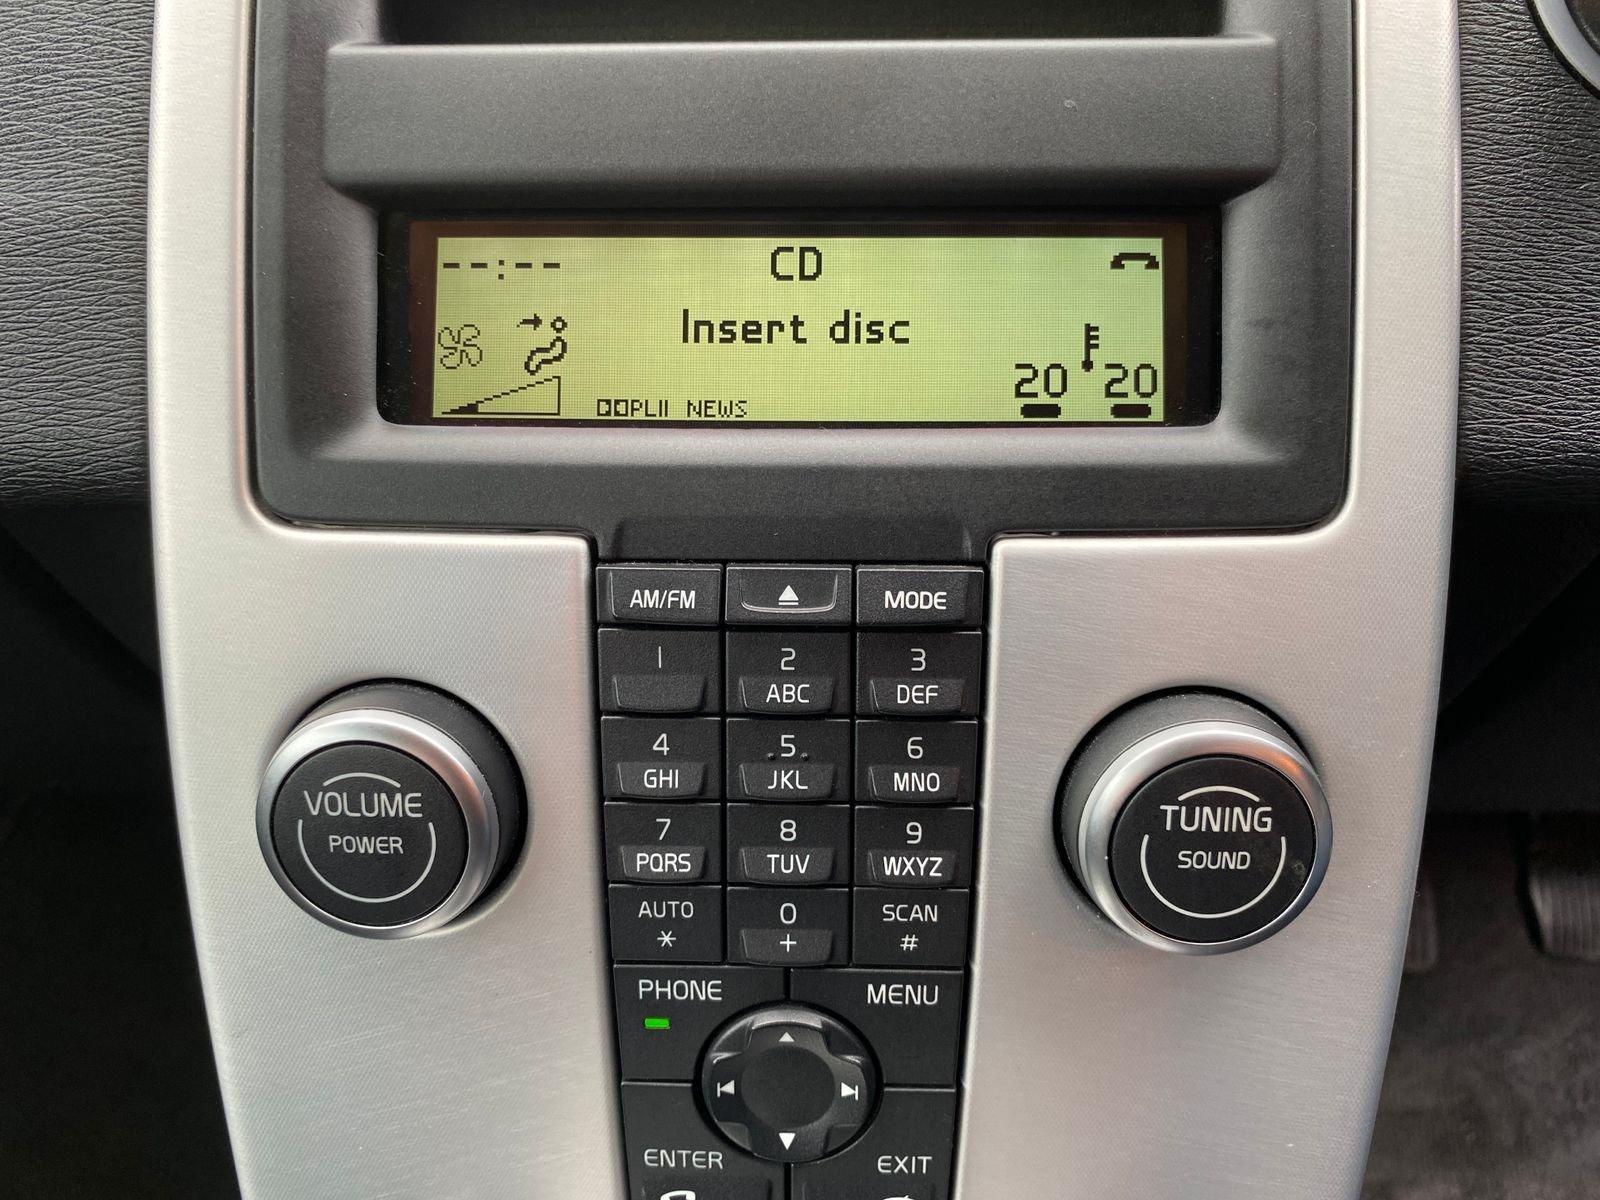 --:-- CD
Insert disc
20 20
PLII NEWS
AM/FM MODE
1 2 3
ABC DEF
4 5 6
GHI JKL MNO
7 8 9
PQRS TUV WXYZ
AUTO 0 SCAN
* + #
VOLUME
POWER
TUNING
SOUND
PHONE MENU
ENTER EXIT